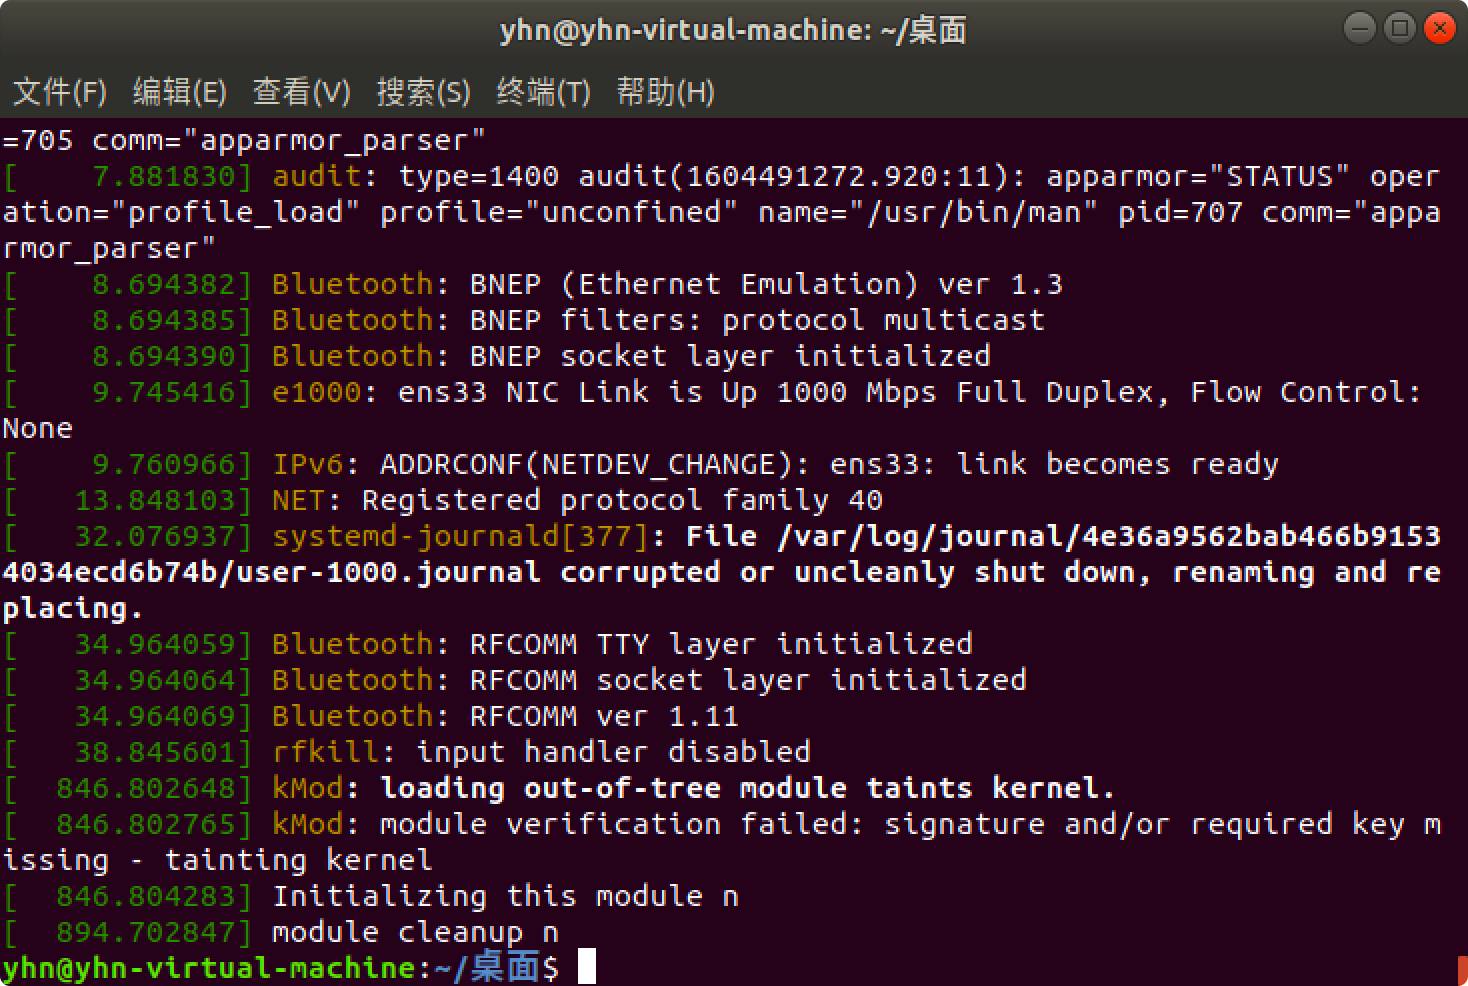 yhn@yhn-virtual-machine: ~/桌面
文件(F) 编辑(E) 查看(V) 搜索(S) 终端(T) 帮助(H)
=705 comm="apparmor_parser"
[    7.881830] audit: type=1400 audit(1604491272.920:11): apparmor="STATUS" oper
ation="profile_load" profile="unconfined" name="/usr/bin/man" pid=707 comm="appa
rmor_parser"
[    8.694382] Bluetooth: BNEP (Ethernet Emulation) ver 1.3
[    8.694385] Bluetooth: BNEP filters: protocol multicast
[    8.694390] Bluetooth: BNEP socket layer initialized
[    9.745416] e1000: ens33 NIC Link is Up 1000 Mbps Full Duplex, Flow Control:
None
[    9.760966] IPv6: ADDRCONF(NETDEV_CHANGE): ens33: link becomes ready
[   13.848103] NET: Registered protocol family 40
[   32.076937] systemd-journald[377]: File /var/log/journal/4e36a9562bab466b9153
4034ecd6b74b/user-1000.journal corrupted or uncleanly shut down, renaming and re
placing.
[   34.964059] Bluetooth: RFCOMM TTY layer initialized
[   34.964064] Bluetooth: RFCOMM socket layer initialized
[   34.964069] Bluetooth: RFCOMM ver 1.11
[   38.845601] rfkill: input handler disabled
[  846.802648] kMod: loading out-of-tree module taints kernel.
[  846.802765] kMod: module verification failed: signature and/or required key m
issing - tainting kernel
[  846.804283] Initializing this module n
[  894.702847] module cleanup n
yhn@yhn-virtual-machine:~/桌面$